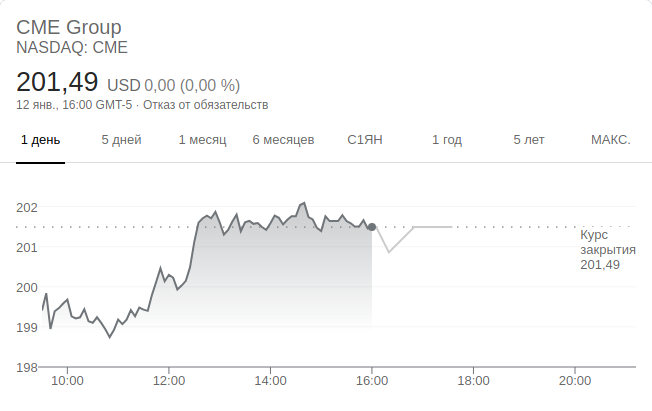 CME Group
NASDAQ: CME
201,49 USD 0,00 (0,00 %)
12 янв., 16:00 GMT-5 · Отказ от обязательств
1 день 5 дней 1 месяц 6 месяцев С1ЯН 1 год 5 лет МАКС.
202
201
200
199
198
Курс
закрытия
201,49
10:00 12:00 14:00 16:00 18:00 20:00